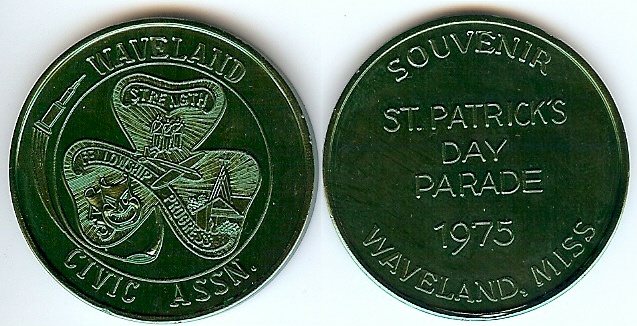 WAVELAND
STRENGTH
FELLOWSHIP
PROGRESS
CIVIC ASSN.
SOUVENIR
ST. PATRICK'S
DAY
PARADE
1975
WAVELAND, MISS